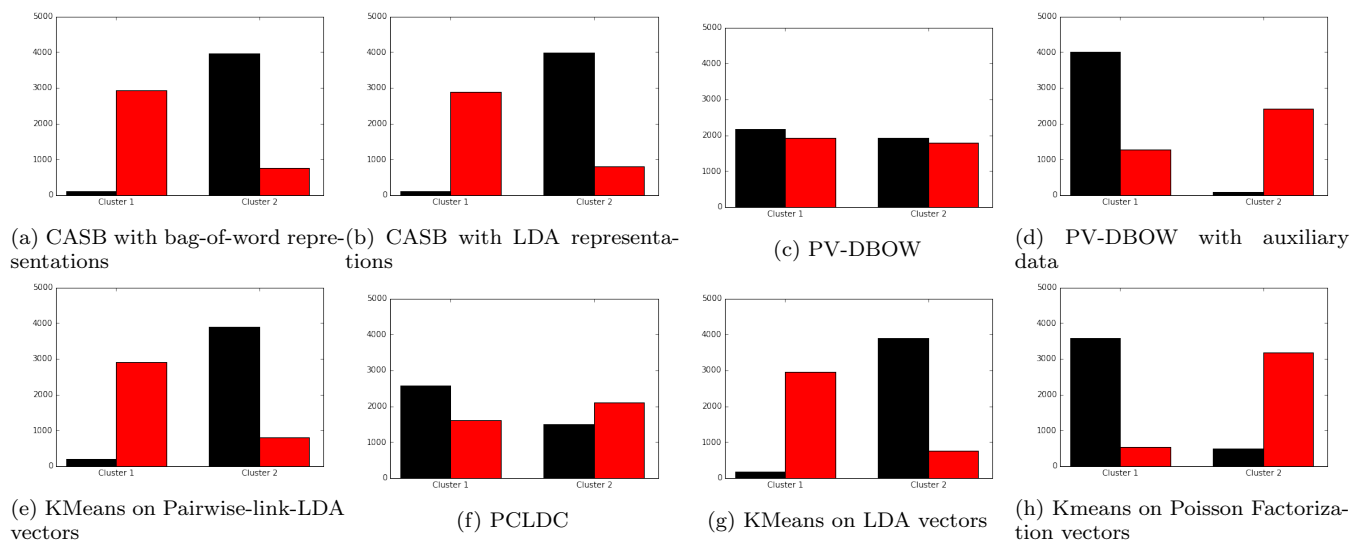 5000
4000
3000
2000
1000
0
Cluster 1 Cluster 2
(a) CASB with bag-of-word repre-
sentations
5000
4000
3000
2000
1000
0
Cluster 1 Cluster 2
(b) CASB with LDA representa-
tions
5000
4000
3000
2000
1000
0
Cluster 1 Cluster 2
(c) PV-DBOW
5000
4000
3000
2000
1000
0
Cluster 1 Cluster 2
(d) PV-DBOW with auxiliary
data
5000
4000
3000
2000
1000
0
Cluster 1 Cluster 2
(e) KMeans on Pairwise-link-LDA
vectors
5000
4000
3000
2000
1000
0
Cluster 1 Cluster 2
(f) PCLDC
5000
4000
3000
2000
1000
0
Cluster 1 Cluster 2
(g) KMeans on LDA vectors
5000
4000
3000
2000
1000
0
Cluster 1 Cluster 2
(h) Kmeans on Poisson Factoriza-
tion vectors